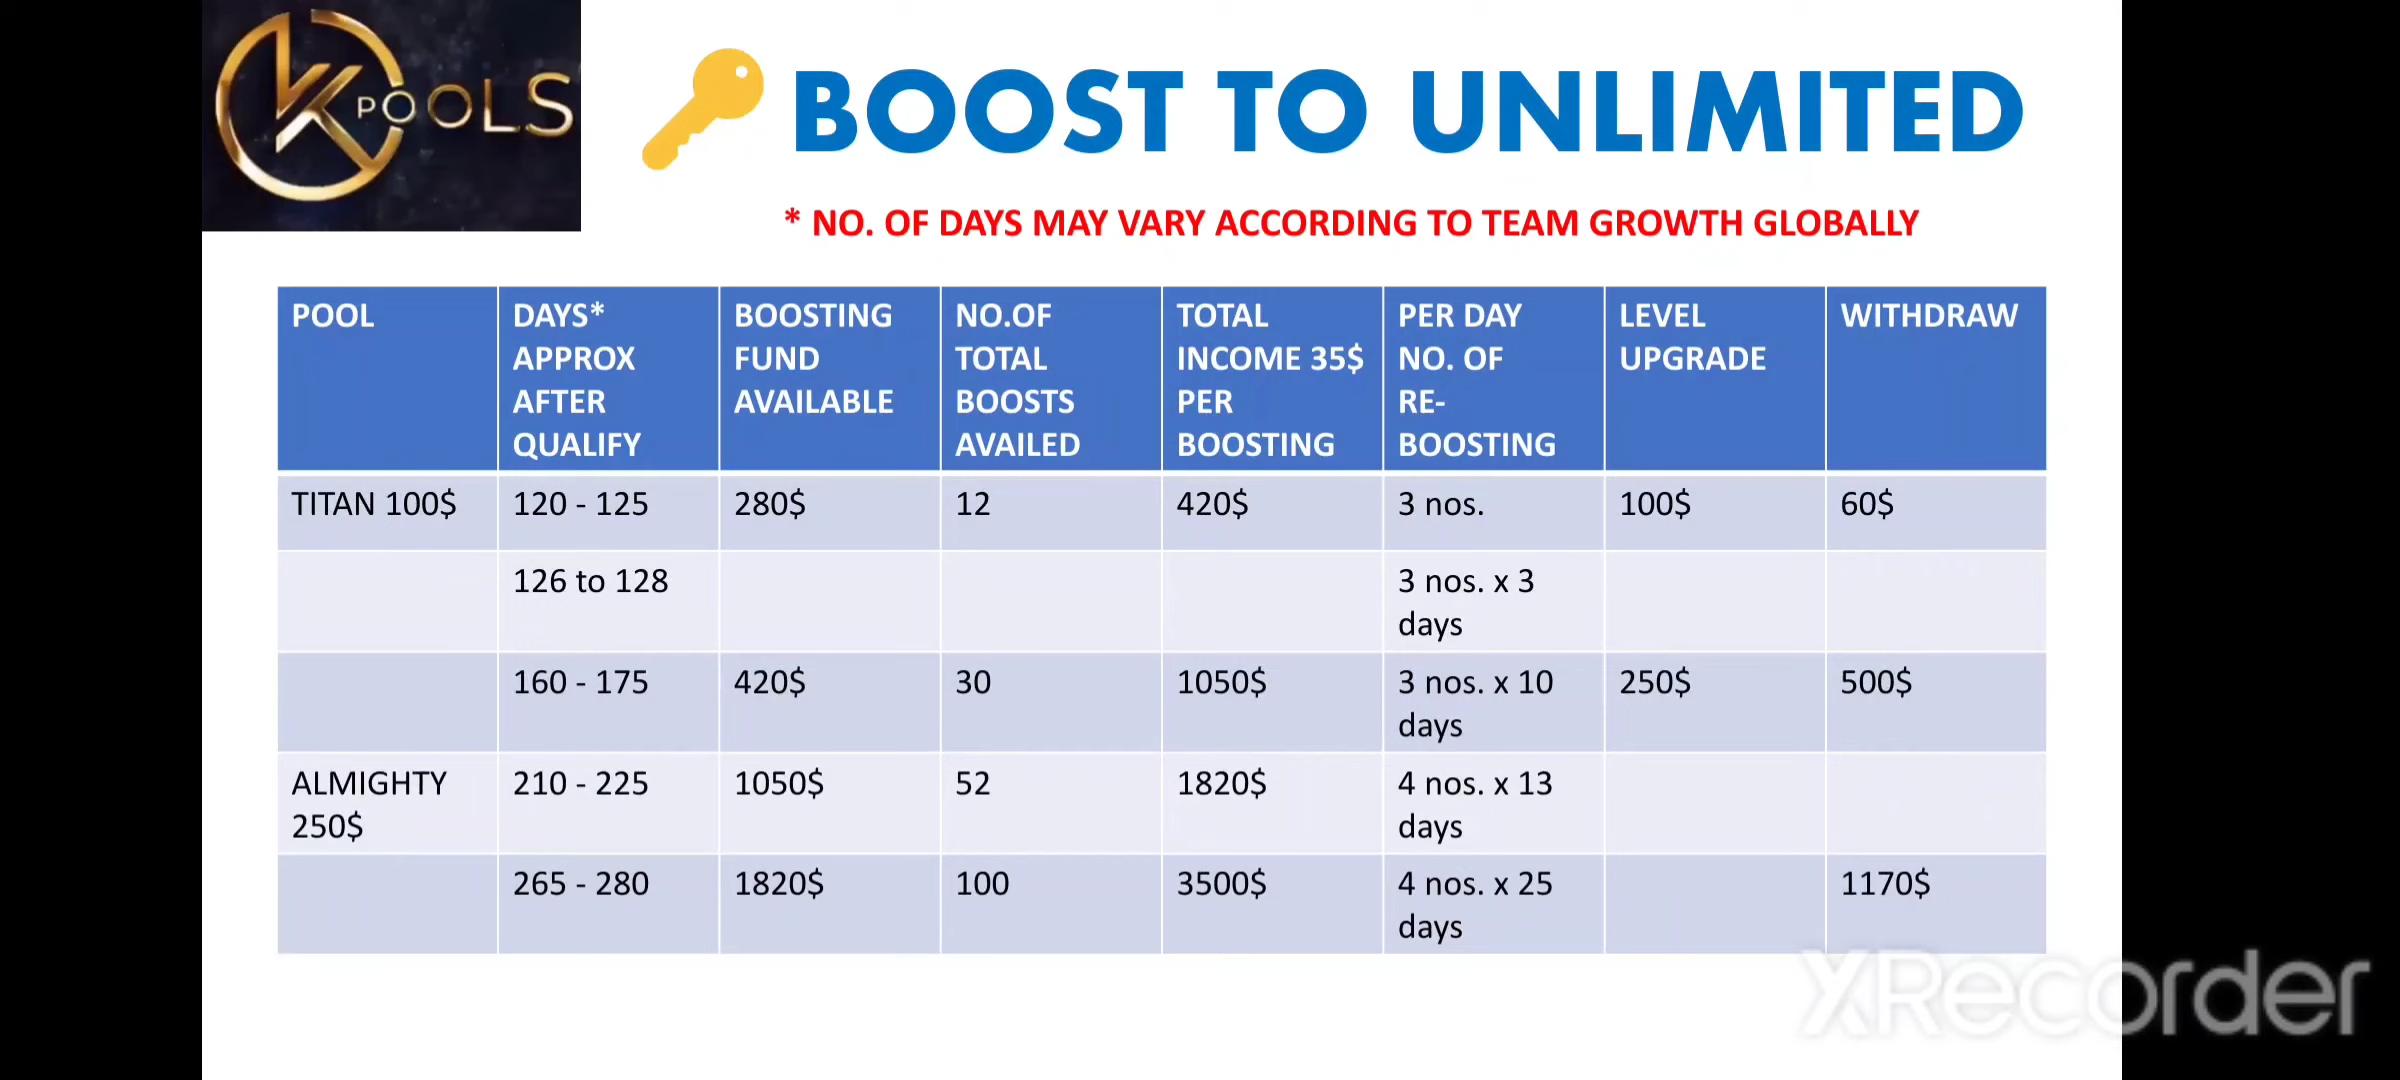 K POOLS
BOOST TO UNLIMITED
* NO. OF DAYS MAY VARY ACCORDING TO TEAM GROWTH GLOBALLY
POOL
DAYS*
APPROX
AFTER
QUALIFY
BOOSTING
FUND
AVAILABLE
NO.OF
TOTAL
BOOSTS
AVAILED
TOTAL
INCOME 35$
PER
BOOSTING
PER DAY
NO. OF
RE-
BOOSTING
LEVEL
UPGRADE
WITHDRAW
TITAN 100$
120 - 125
280$
12
420$
3 nos.
100$
60$
126 to 128
3 nos. x 3
days
160 - 175
420$
30
1050$
3 nos. x 10
days
250$
500$
ALMIGHTY
250$
210 - 225
1050$
52
1820$
4 nos. x 13
days
265 - 280
1820$
100
3500$
4 nos. x 25
days
1170$
XRecorder